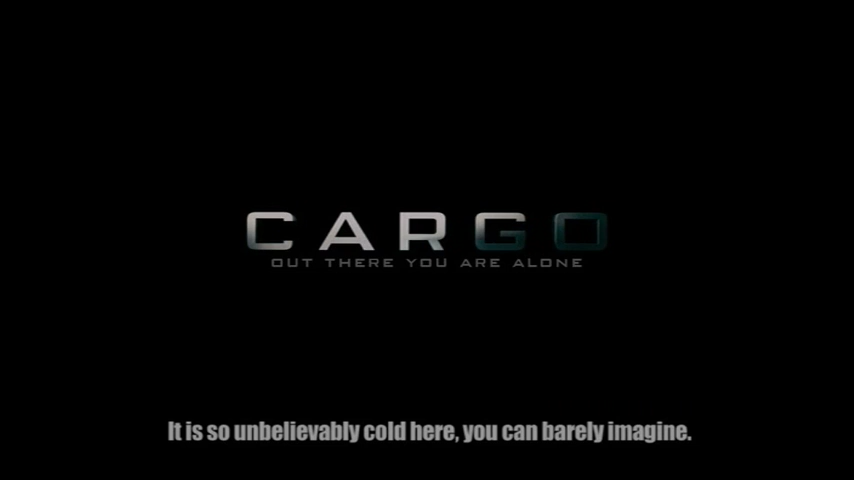 CARGO
OUT THERE YOU ARE ALONE
It is so unbelievably cold here, you can barely imagine.